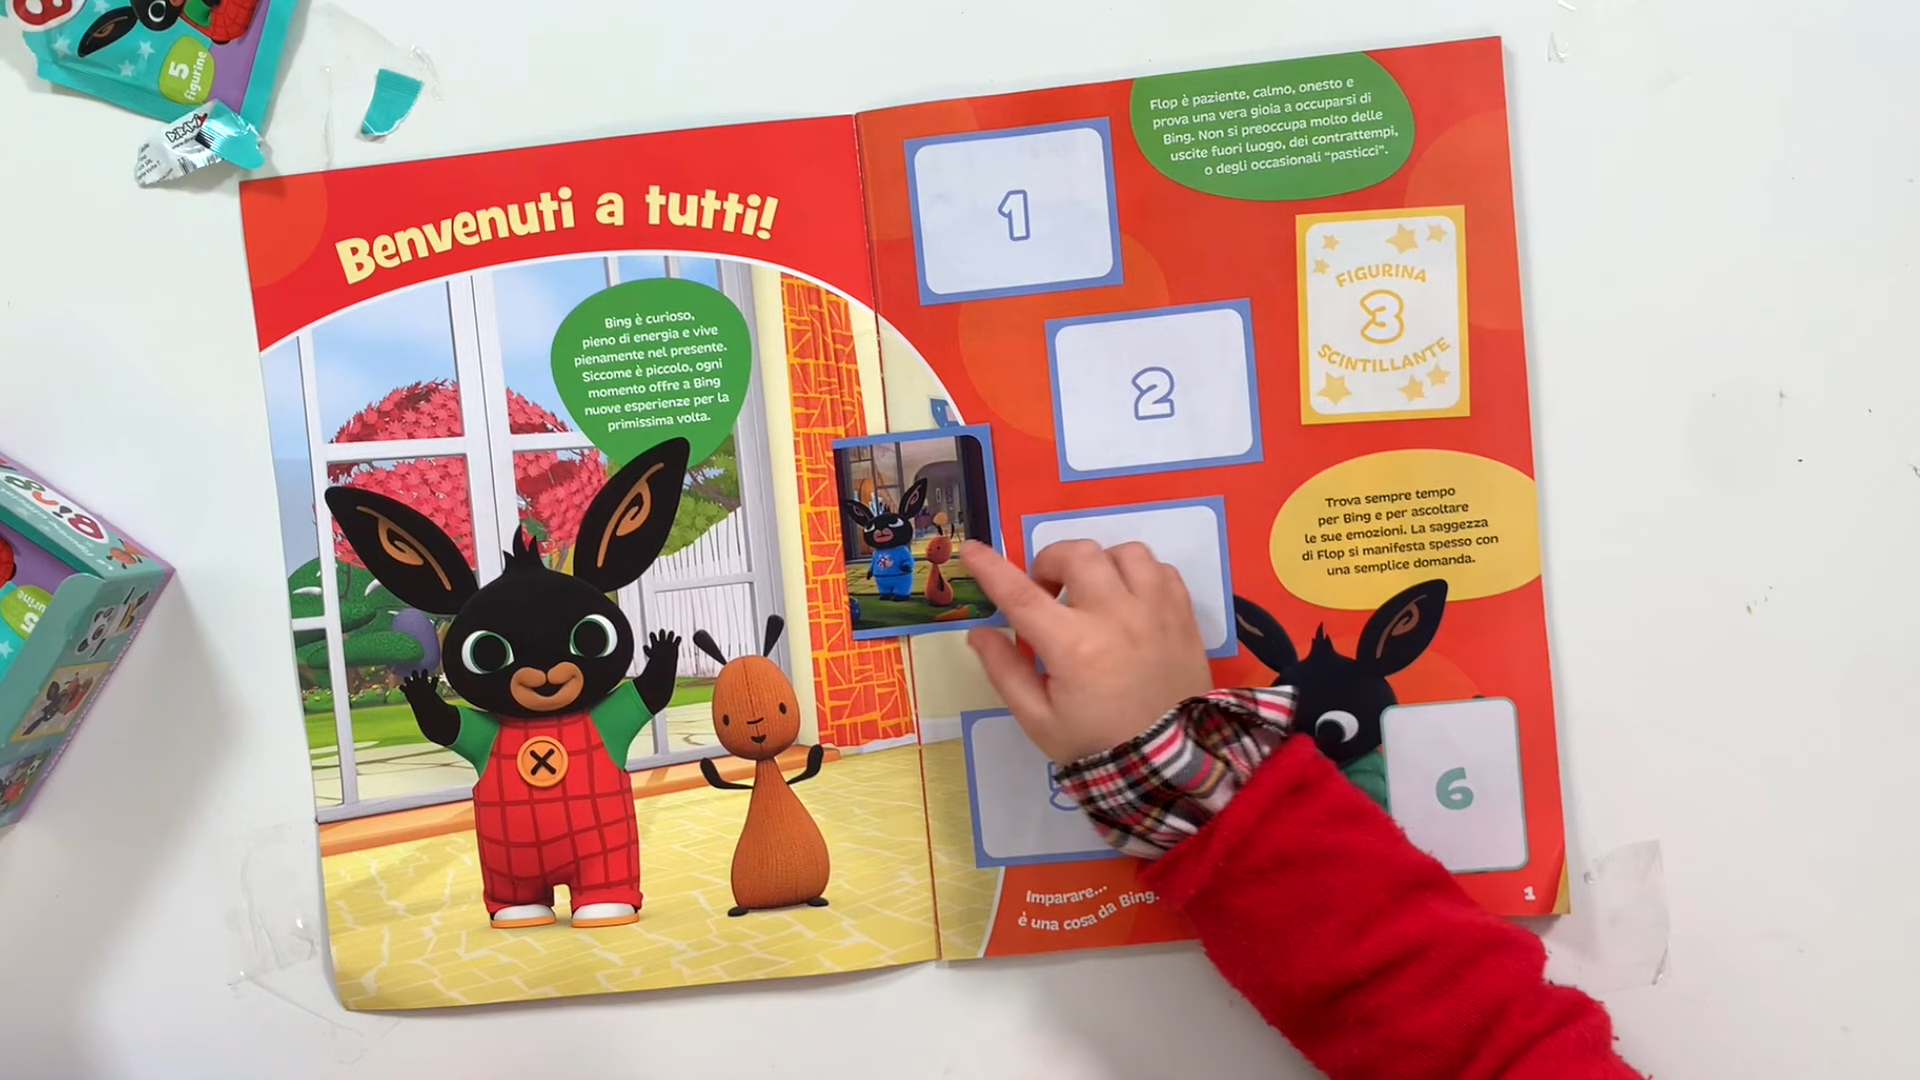 5
figurine
Benvenuti a tutti!
Bing è curioso,
pieno di energia e vive
pienamente nel presente.
Siccome è piccolo, ogni
momento offre a Bing
nuove esperienze per la
primissima volta.
1
2
5
Imparare...
è una cosa da Bing.
Flop è paziente, calmo, onesto e
prova una vera gioia a occuparsi di
Bing. Non si preoccupa molto delle
uscite fuori luogo, dei contrattempi,
o degli occasionali “pasticci”.
FIGURINA
3
SCINTILLANTE
Trova sempre tempo
per Bing e per ascoltare
le sue emozioni. La saggezza
di Flop si manifesta spesso con
una semplice domanda.
6
1
Bing
5
figurine